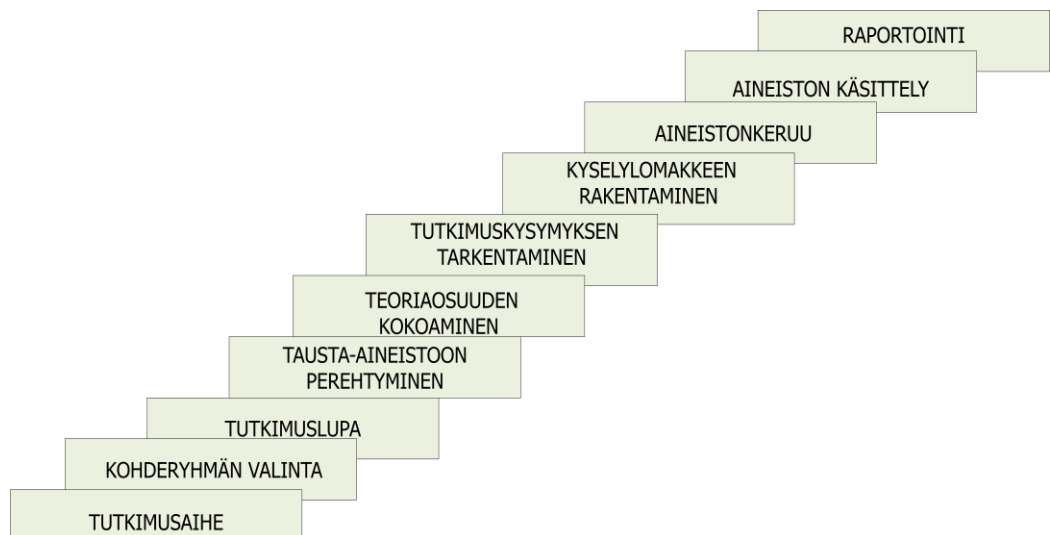 RAPORTOINTI
AINEISTON KÄSITTELY
AINEISTONKERUU
KYSELYLOMAKKEEN
RAKENTAMINEN
TUTKIMUSKYSYMYKSEN
TARKENTAMINEN
TEORIAOSUUDEN
KOKOAMINEN
TAUSTA-AINEISTOON
PEREHTYMINEN
TUTKIMUSLUPA
KOHDERYHMÄN VALINTA
TUTKIMUSAIHE